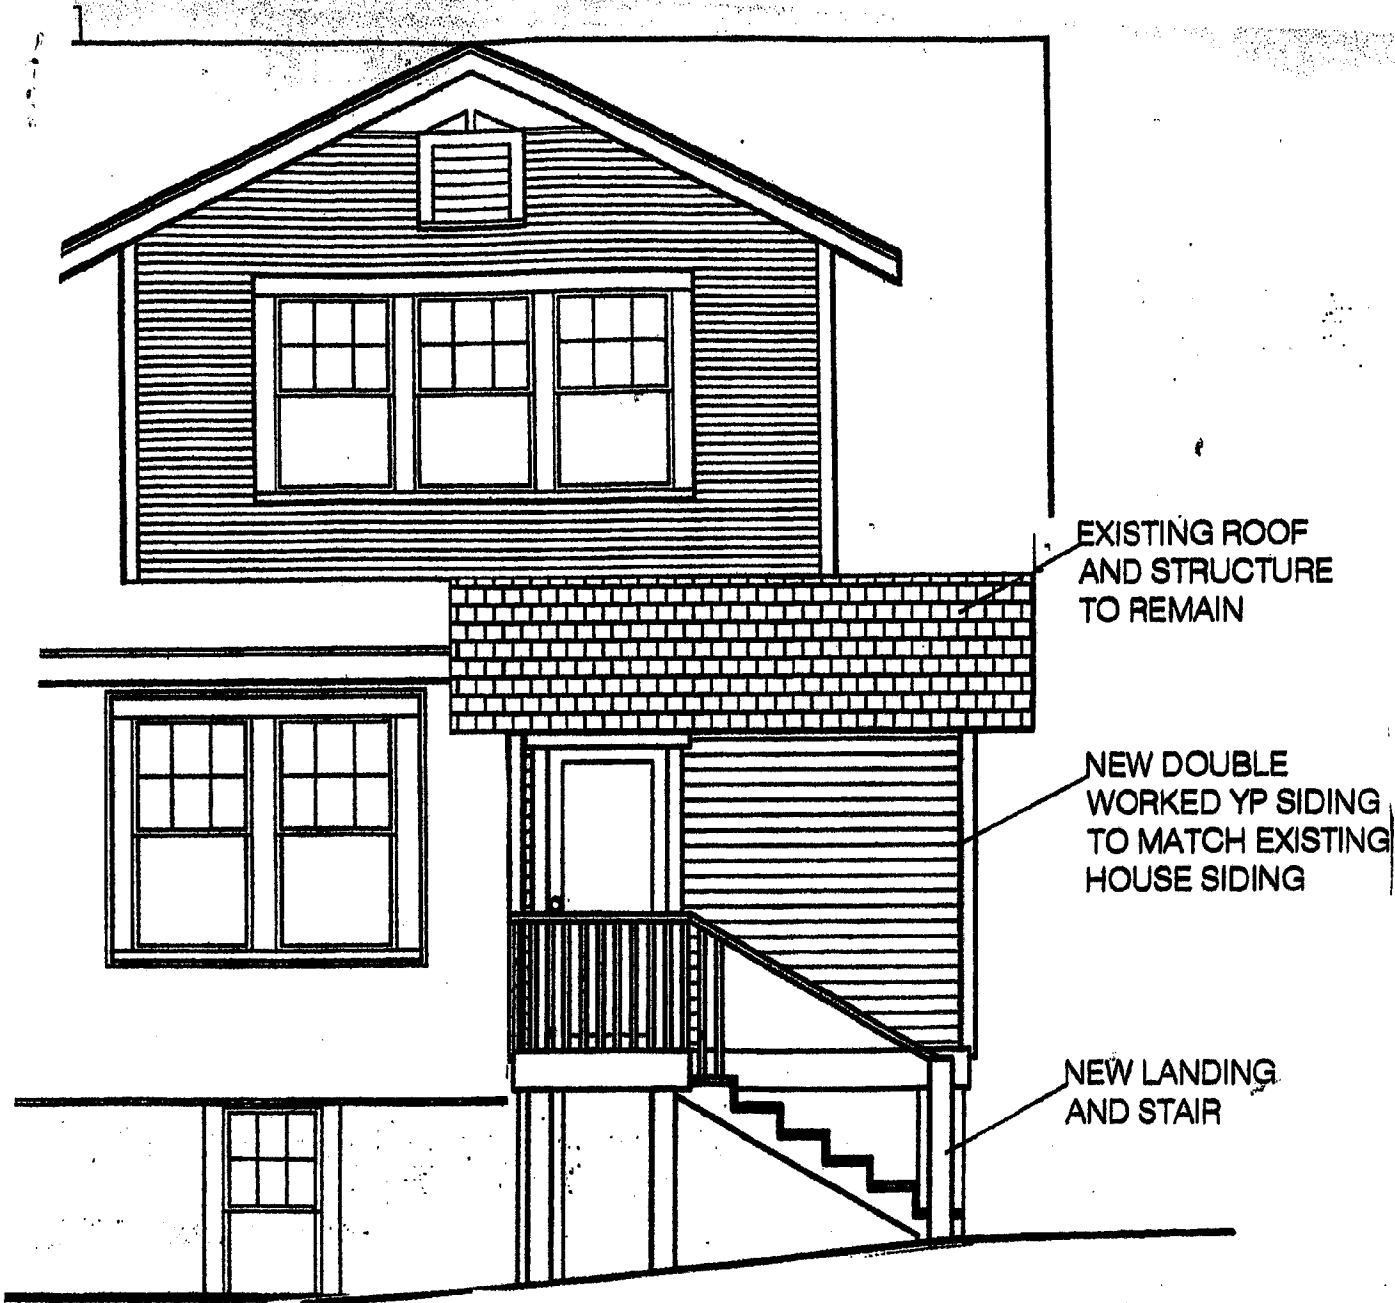 EXISTING ROOF
AND STRUCTURE
TO REMAIN
NEW DOUBLE
WORKED YP SIDING
TO MATCH EXISTING
HOUSE SIDING
NEW LANDING
AND STAIR